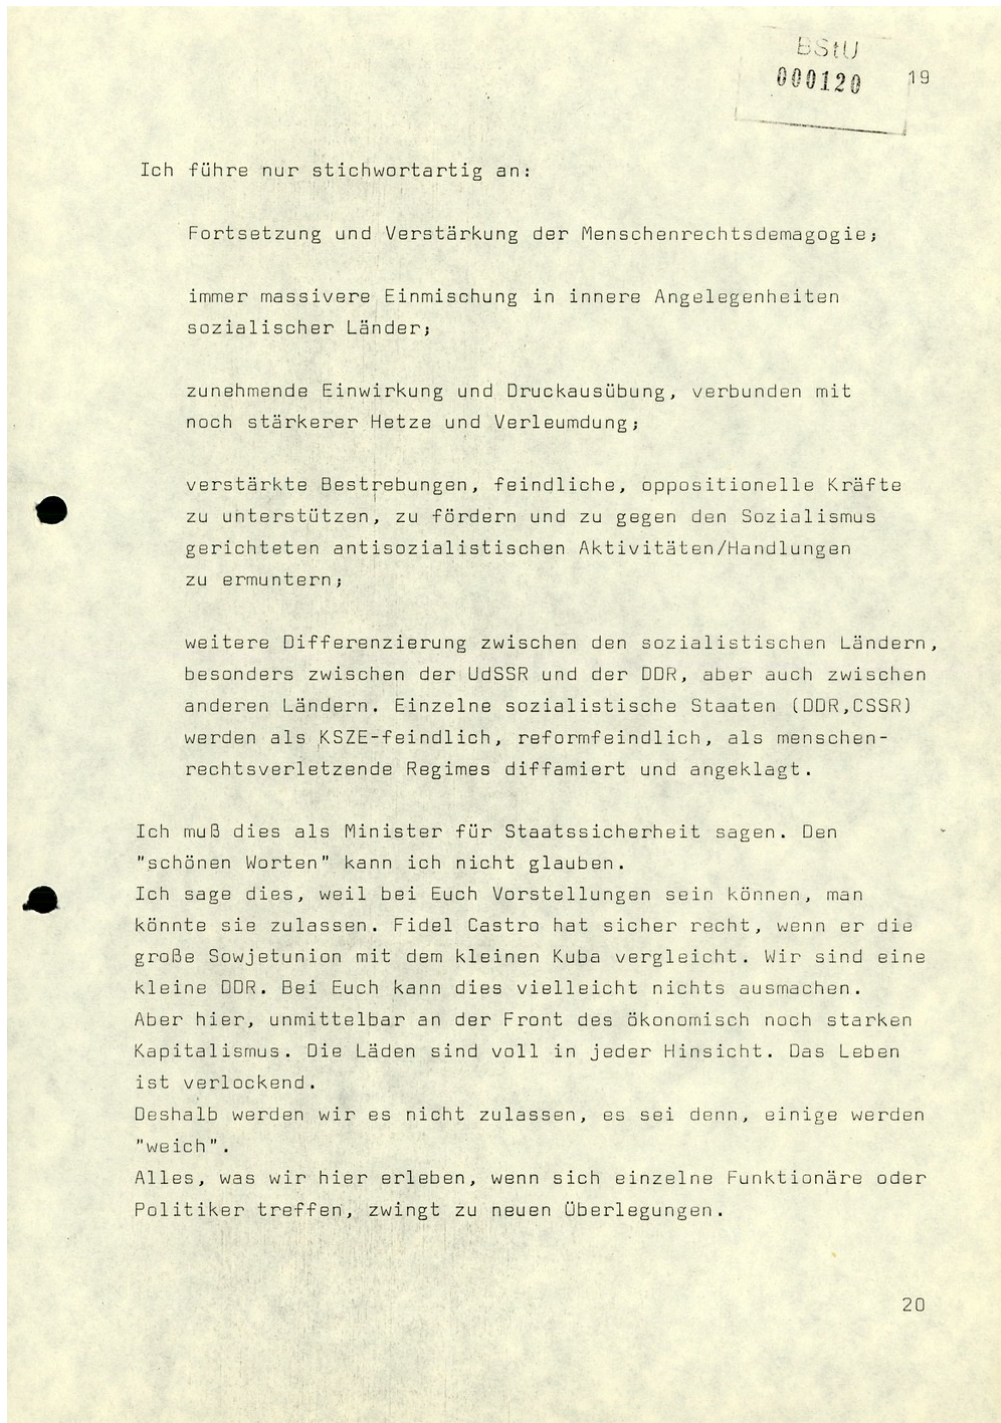 BStU
000120
19
Ich führe nur stichwortartig an:
Fortsetzung und Verstärkung der Menschenrechtsdemagogie;
immer massivere Einmischung in innere Angelegenheiten
sozialischer Länder;
zunehmende Einwirkung und Druckausübung, verbunden mit
noch stärkerer Hetze und Verleumdung;
verstärkte Bestrebungen, feindliche, oppositionelle Kräfte
zu unterstützen, zu fördern und zu gegen den Sozialismus
gerichteten antisozialistischen Aktivitäten/Handlungen
zu ermuntern;
weitere Differenzierung zwischen den sozialistischen Ländern,
besonders zwischen der UdSSR und der DDR, aber auch zwischen
anderen Ländern. Einzelne sozialistische Staaten (DDR,CSSR)
werden als KSZE-feindlich, reformfeindlich, als menschen-
rechtsverletzende Regimes diffamiert und angeklagt.
Ich muß dies als Minister für Staatssicherheit sagen. Den
"schönen Worten" kann ich nicht glauben.
Ich sage dies, weil bei Euch Vorstellungen sein können, man
könnte sie zulassen. Fidel Castro hat sicher recht, wenn er die
große Sowjetunion mit dem kleinen Kuba vergleicht. Wir sind eine
kleine DDR. Bei Euch kann dies vielleicht nichts ausmachen.
Aber hier, unmittelbar an der Front des ökonomisch noch starken
Kapitalismus. Die Läden sind voll in jeder Hinsicht. Das Leben
ist verlockend.
Deshalb werden wir es nicht zulassen, es sei denn, einige werden
"weich".
Alles, was wir hier erleben, wenn sich einzelne Funktionäre oder
Politiker treffen, zwingt zu neuen Überlegungen.
20